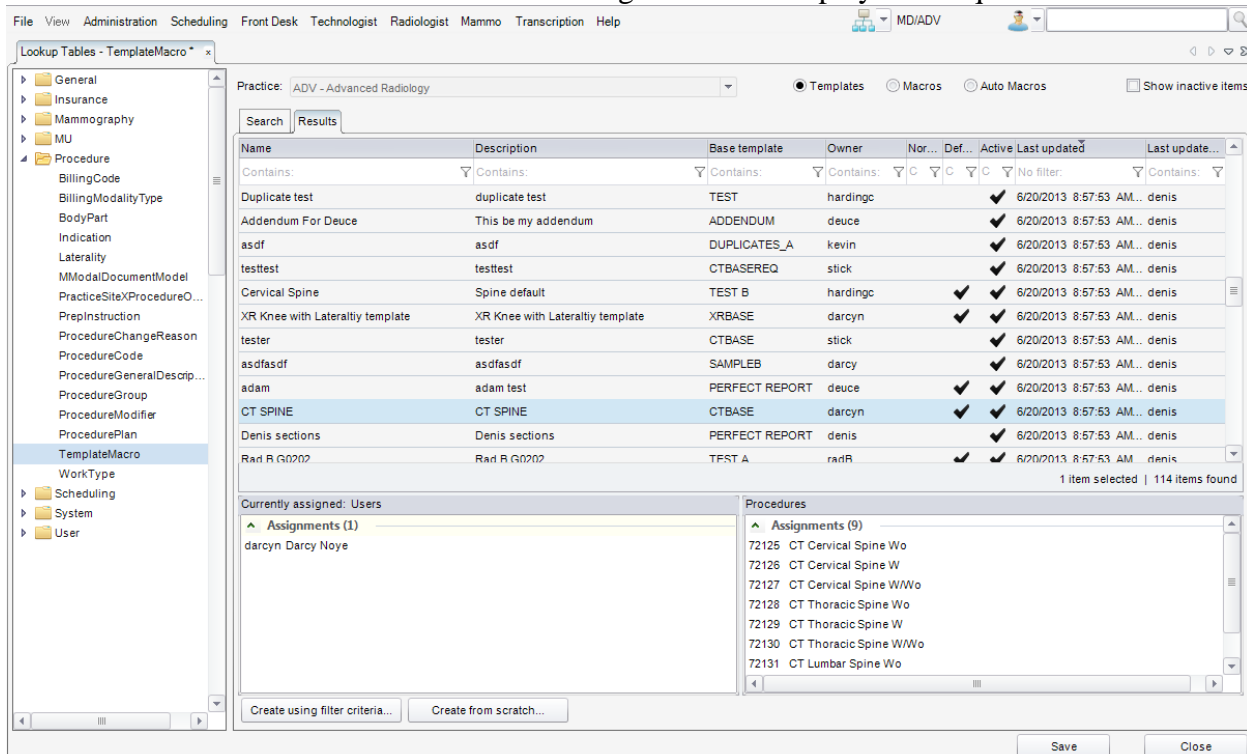 File View Administration Scheduling Front Desk Technologist Radiologist Mammo Transcription Help MD/ADV
Lookup Tables - TemplateMacro * x
General
Insurance
Mammography
MU
Procedure
BillingCode
BillingModalityType
BodyPart
Indication
Laterality
MModalDocumentModel
PracticeSiteXProcedureO...
PrepInstruction
ProcedureChangeReason
ProcedureCode
ProcedureGeneralDescrip...
ProcedureGroup
ProcedureModifier
ProcedurePlan
TemplateMacro
WorkType
Scheduling
System
User
Practice: ADV - Advanced Radiology Templates Macros Auto Macros Show inactive items
Search Results
Name Description Base template Owner Nor... Def... Active Last updated Last update...
Contains: Contains: Contains: Contains: C C C No filter: Contains:
Duplicate test duplicate test TEST hardingc 6/20/2013 8:57:53 AM... denis
Addendum For Deuce This be my addendum ADDENDUM deuce 6/20/2013 8:57:53 AM... denis
asdf asdf DUPLICATES_A kevin 6/20/2013 8:57:53 AM... denis
testtest testtest CTBASEREQ stick 6/20/2013 8:57:53 AM... denis
Cervical Spine Spine default TEST B hardingc 6/20/2013 8:57:53 AM... denis
XR Knee with Lateraltiy template XR Knee with Lateraltiy template XRBASE darcyn 6/20/2013 8:57:53 AM... denis
tester tester CTBASE stick 6/20/2013 8:57:53 AM... denis
asdfasdf asdfasdf SAMPLEB darcy 6/20/2013 8:57:53 AM... denis
adam adam test PERFECT REPORT deuce 6/20/2013 8:57:53 AM... denis
CT SPINE CT SPINE CTBASE darcyn 6/20/2013 8:57:53 AM... denis
Denis sections Denis sections PERFECT REPORT denis 6/20/2013 8:57:53 AM... denis
Rad B G0202 Rad B G0202 TEST A radB 6/20/2013 8:57:53 AM denis
1 item selected | 114 items found
Currently assigned: Users
Assignments (1)
darcyn Darcy Noye
Procedures
Assignments (9)
72125 CT Cervical Spine Wo
72126 CT Cervical Spine W
72127 CT Cervical Spine W/Wo
72128 CT Thoracic Spine Wo
72129 CT Thoracic Spine W
72130 CT Thoracic Spine W/Wo
72131 CT Lumbar Spine Wo
Create using filter criteria... Create from scratch...
Save Close